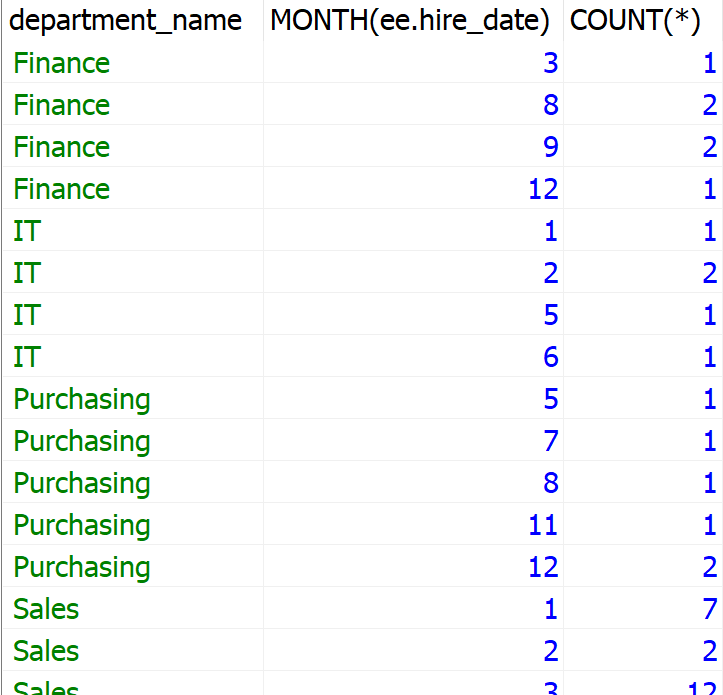 department_name MONTH(ee.hire_date) COUNT(*)
Finance 3 1
Finance 8 2
Finance 9 2
Finance 12 1
IT 1 1
IT 2 2
IT 5 1
IT 6 1
Purchasing 5 1
Purchasing 7 1
Purchasing 8 1
Purchasing 11 1
Purchasing 12 2
Sales 1 7
Sales 2 2
Sales 3 12